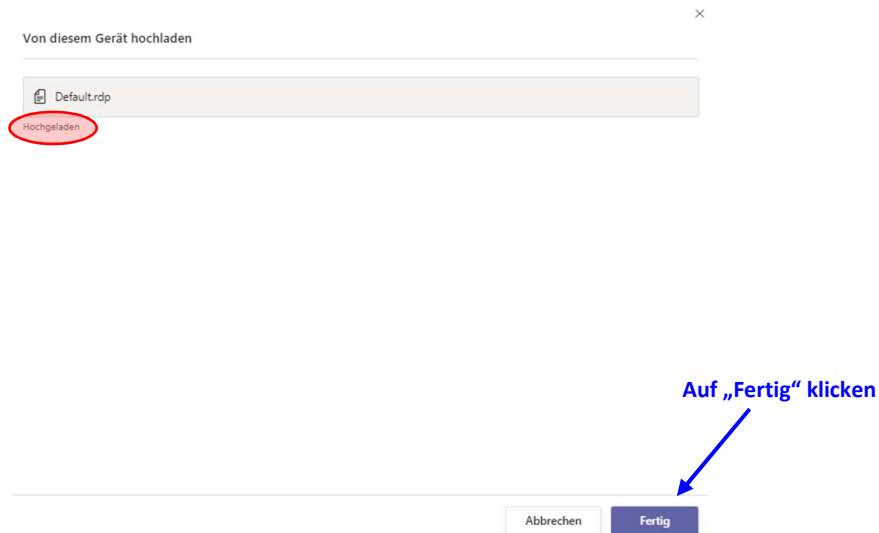 Von diesem Gerät hochladen
Default.rdp
Hochgeladen
Auf „Fertig“ klicken
Abbrechen
Fertig